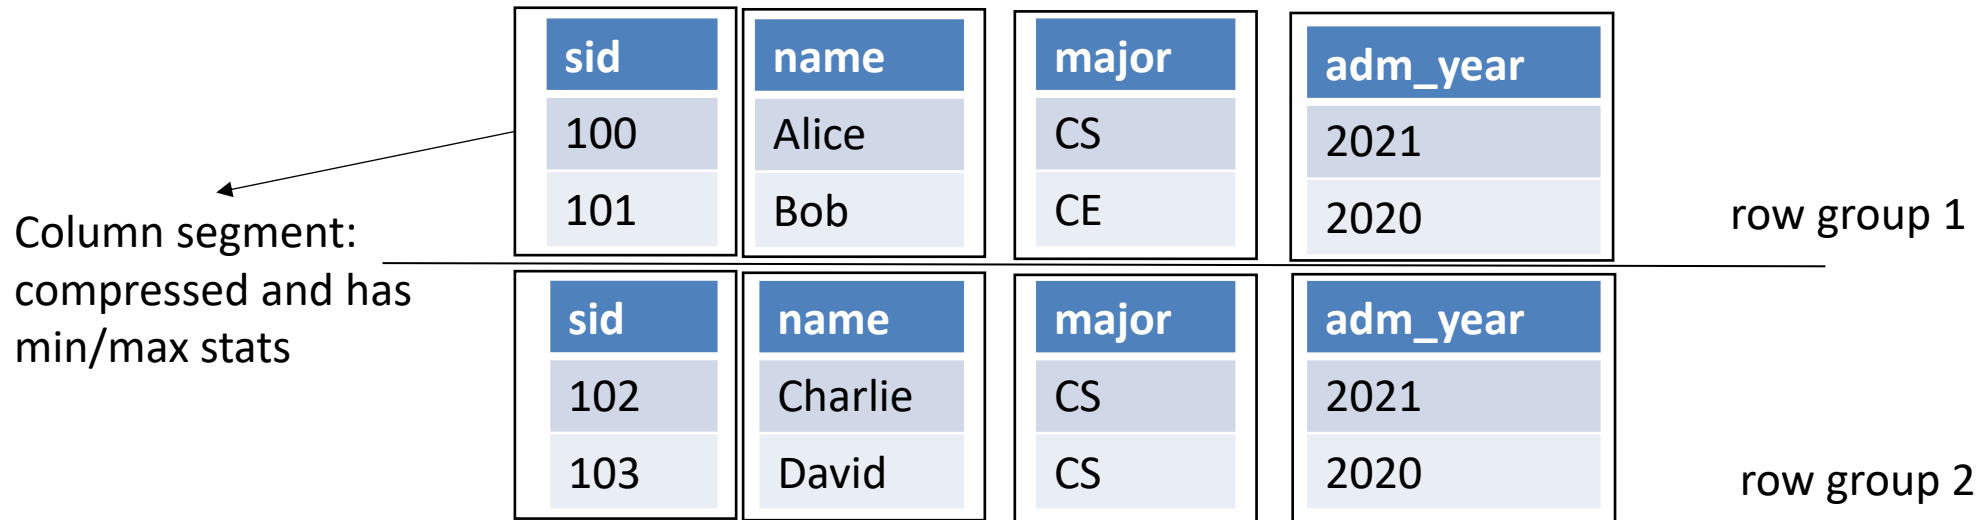 sid name major adm_year
100 Alice CS 2021
101 Bob CE 2020
row group 1
Column segment:
compressed and has
min/max stats
sid name major adm_year
102 Charlie CS 2021
103 David CS 2020
row group 2